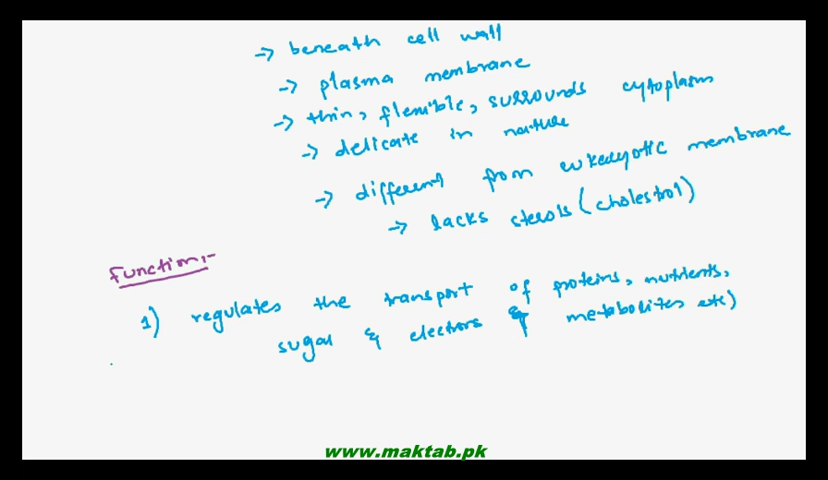 -> beneath cell wall
-> plasma membrane
-> thin, flexible, surrounds cytoplasm
-> delicate in nature
-> different from eukaryotic membrane
-> lacks sterols (cholestrol)
Function:-
1) regulates the transport of proteins, nutrients,
sugar & electrons & metabolites etc)
www.maktab.pk